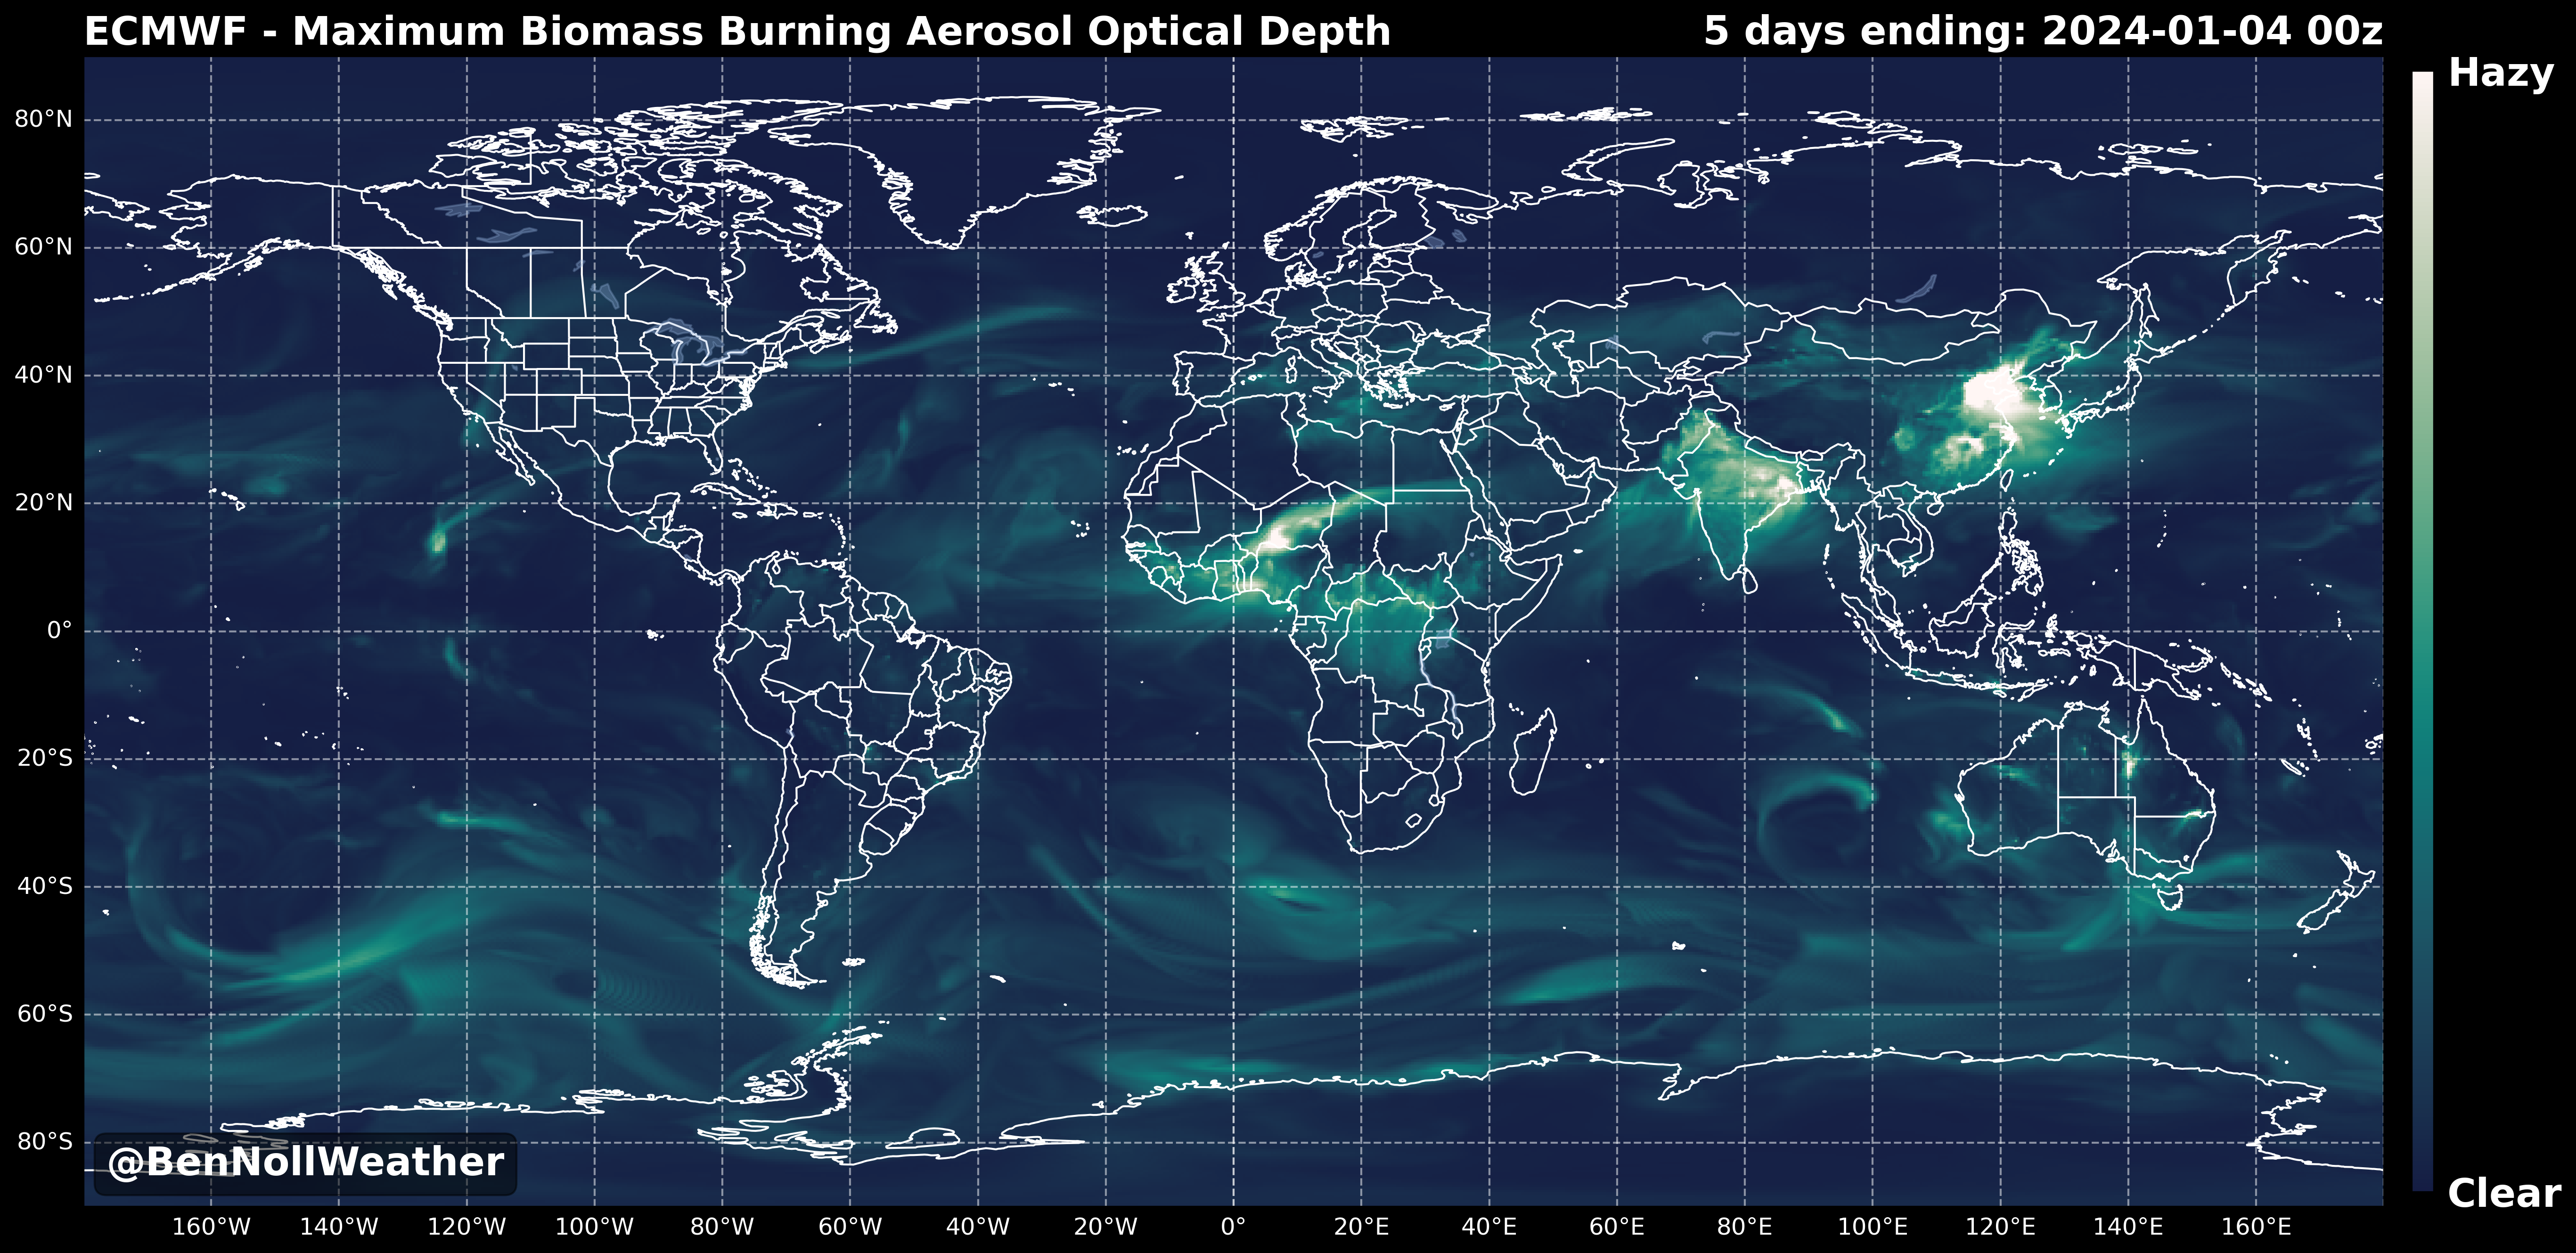 ECMWF - Maximum Biomass Burning Aerosol Optical Depth
5 days ending: 2024-01-04 00z
Hazy
80°N
60°N
40°N
20°N
0°
20°S
40°S
60°S
80°S
@BenNollWeather
Clear
160°W 140°W 120°W 100°W 80°W 60°W 40°W 20°W 0° 20°E 40°E 60°E 80°E 100°E 120°E 140°E 160°E